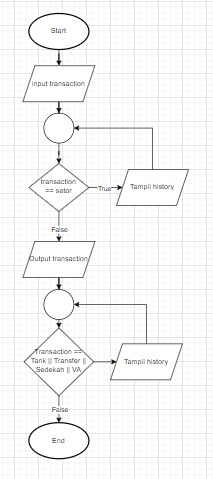 Start
input transaction
transaction
== setor
True
Tampil history
False
Output transaction
Transaction ==
Tarik || Transfer ||
Sedekah || VA
Tampil history
False
End